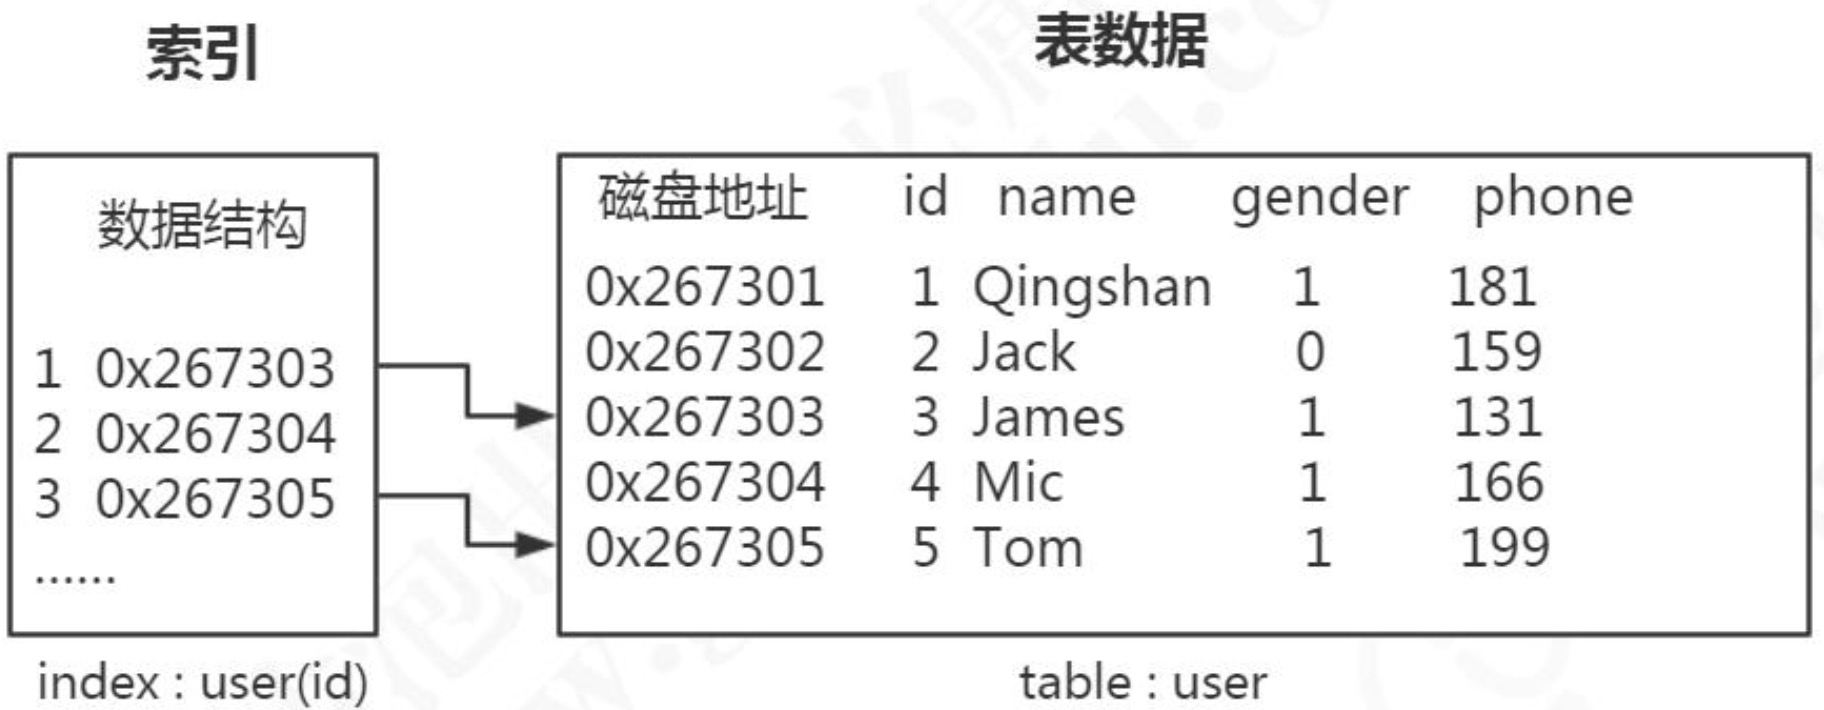 索引
表数据
数据结构
1 0x267303
2 0x267304
3 0x267305
......
index : user(id)
磁盘地址 id name gender phone
0x267301 1 Qingshan 1 181
0x267302 2 Jack 0 159
0x267303 3 James 1 131
0x267304 4 Mic 1 166
0x267305 5 Tom 1 199
table : user